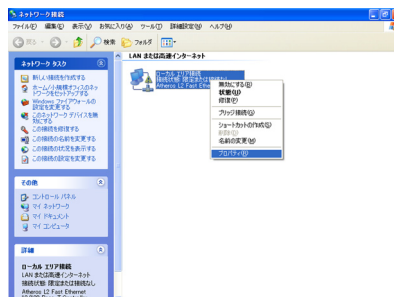 ネットワーク接続
ファイル(F) 編集(E) 表示(V) お気に入り(A) ツール(T) 詳細設定(N) ヘルプ(H)
戻る 検索 フォルダ
LAN または高速インターネット
ネットワーク タスク
新しい接続を作成する
ホーム/小規模オフィスのネットワークをセットアップする
Windows ファイアウォールの設定を変更する
このネットワーク デバイスを無効にする
この接続を修復する
この接続の名前を変更する
この接続の状況を表示する
この接続の設定を変更する
その他
コントロール パネル
マイ ネットワーク
マイ ドキュメント
マイ コンピュータ
詳細
ローカル エリア接続
LAN または高速インターネット
接続状態: 限定または接続なし
Atheros L2 Fast Ethernet
ローカル エリア接続
接続状態: 限定または接続なし
Atheros L2 Fast Ethe
無効にする(B)
状態(U)
修復(P)
ブリッジ接続(G)
ショートカットの作成(S)
削除(D)
名前の変更(M)
プロパティ(R)